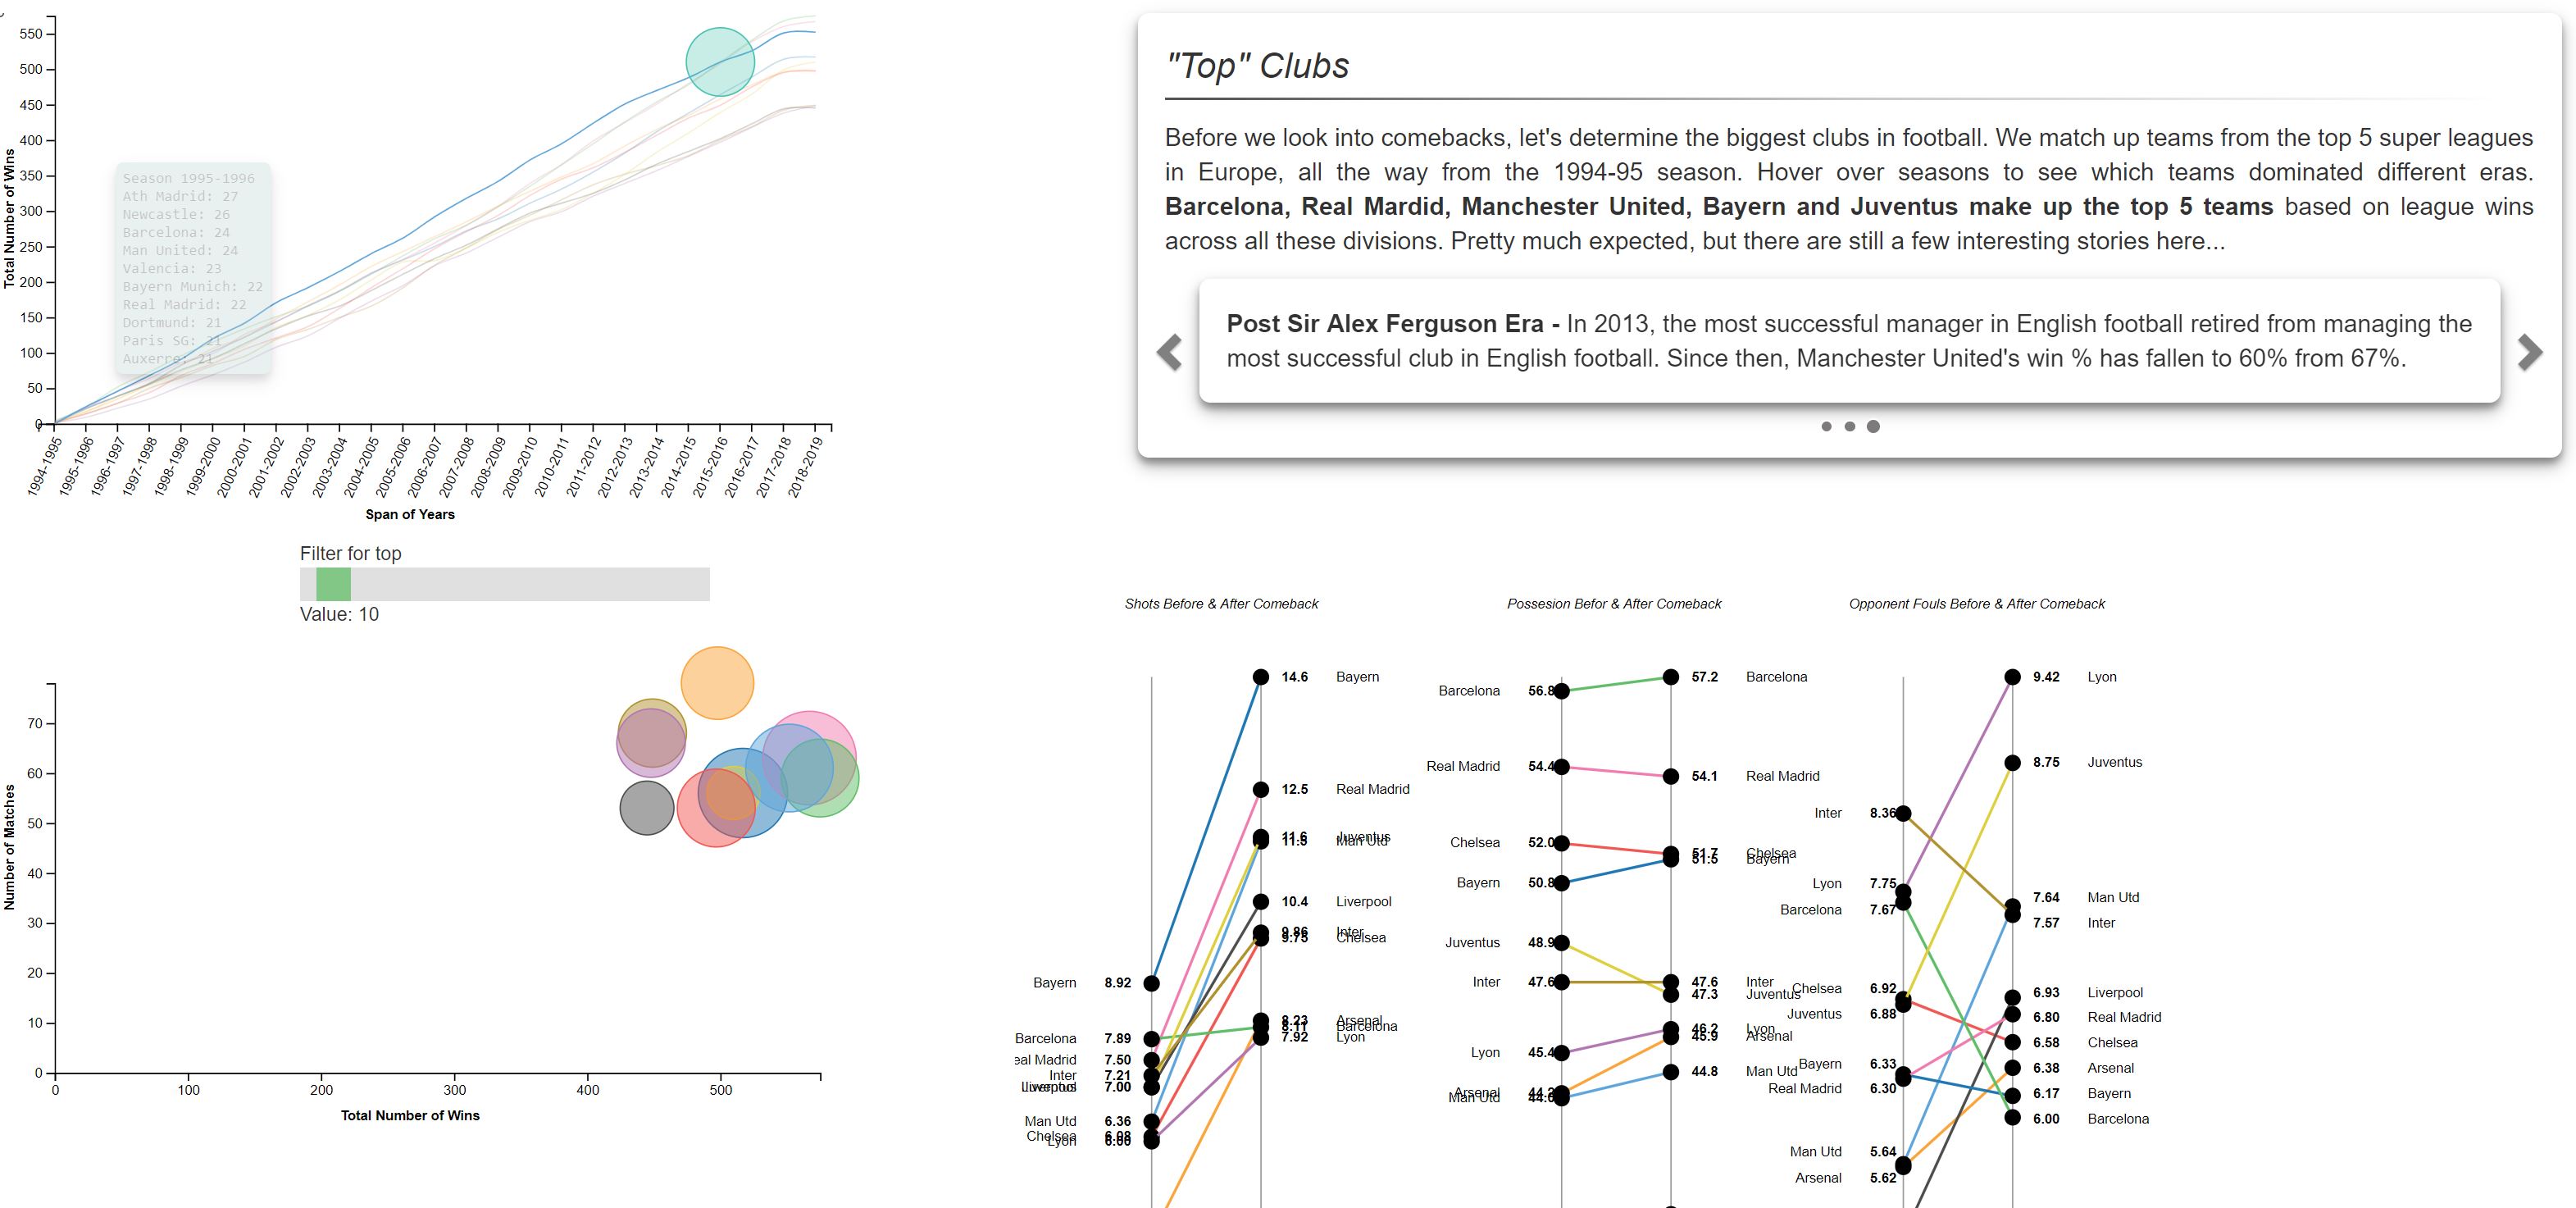 550
500
450
400
350
300
250
200
150
100
50
0
Total Number of Wins
Season 1995-1996
Ath Madrid: 27
Newcastle: 26
Barcelona: 24
Man United: 24
Valencia: 23
Bayern Munich: 22
Real Madrid: 22
Dortmund: 21
Paris SG: 21
Auxerre: 21
1994-1995
1995-1996
1996-1997
1997-1998
1998-1999
1999-2000
2000-2001
2001-2002
2002-2003
2003-2004
2004-2005
2005-2006
2006-2007
2007-2008
2008-2009
2009-2010
2010-2011
2011-2012
2012-2013
2013-2014
2014-2015
2015-2016
2016-2017
2017-2018
2018-2019
Span of Years
"Top" Clubs
Before we look into comebacks, let's determine the biggest clubs in football. We match up teams from the top 5 super leagues
in Europe, all the way from the 1994-95 season. Hover over seasons to see which teams dominated different eras.
Barcelona, Real Mardid, Manchester United, Bayern and Juventus make up the top 5 teams based on league wins
across all these divisions. Pretty much expected, but there are still a few interesting stories here...
Post Sir Alex Ferguson Era - In 2013, the most successful manager in English football retired from managing the
most successful club in English football. Since then, Manchester United's win % has fallen to 60% from 67%.
Filter for top
Value: 10
70
60
50
40
30
20
10
0
Number of Matches
0 100 200 300 400 500
Total Number of Wins
Shots Before & After Comeback
14.6 Bayern
12.5 Real Madrid
11.6 Juventus
11.5 Man Utd
10.4 Liverpool
9.86 Inter
9.75 Chelsea
Bayern 8.92
8.23 Arsenal
8.11 Barcelona
7.92 Lyon
Barcelona 7.89
eal Madrid 7.50
Inter 7.21
7.00
Man Utd 6.36
Chelsea 6.08
Lyon 6.00
Possesion Befor & After Comeback
Barcelona 56.8
57.2 Barcelona
Real Madrid 54.4
54.1 Real Madrid
Chelsea 52.0
51.7 Chelsea
51.5 Bayern
Bayern 50.8
Juventus 48.9
Inter 47.6
47.6 Inter
47.3 Juventus
Lyon 45.4
46.2 Lyon
45.9 Arsenal
Arsenal
Man Utd
44.8 Man Utd
Opponent Fouls Before & After Comeback
9.42 Lyon
8.75 Juventus
Inter 8.36
Lyon 7.75
Barcelona 7.67
7.64 Man Utd
7.57 Inter
Chelsea 6.92
Juventus 6.88
6.93 Liverpool
6.80 Real Madrid
6.58 Chelsea
Bayern 6.33
Real Madrid 6.30
6.38 Arsenal
6.17 Bayern
6.00 Barcelona
Man Utd 5.64
Arsenal 5.62